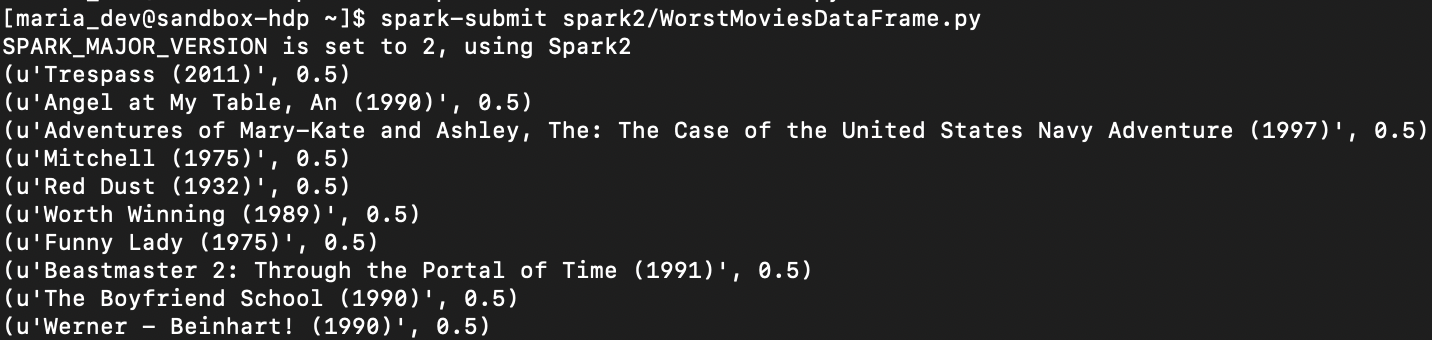 [maria_dev@sandbox-hdp ~]$ spark-submit spark2/WorstMoviesDataFrame.py
SPARK_MAJOR_VERSION is set to 2, using Spark2
(u'Trespass (2011)', 0.5)
(u'Angel at My Table, An (1990)', 0.5)
(u'Adventures of Mary-Kate and Ashley, The: The Case of the United States Navy Adventure (1997)', 0.5)
(u'Mitchell (1975)', 0.5)
(u'Red Dust (1932)', 0.5)
(u'Worth Winning (1989)', 0.5)
(u'Funny Lady (1975)', 0.5)
(u'Beastmaster 2: Through the Portal of Time (1991)', 0.5)
(u'The Boyfriend School (1990)', 0.5)
(u'Werner - Beinhart! (1990)', 0.5)